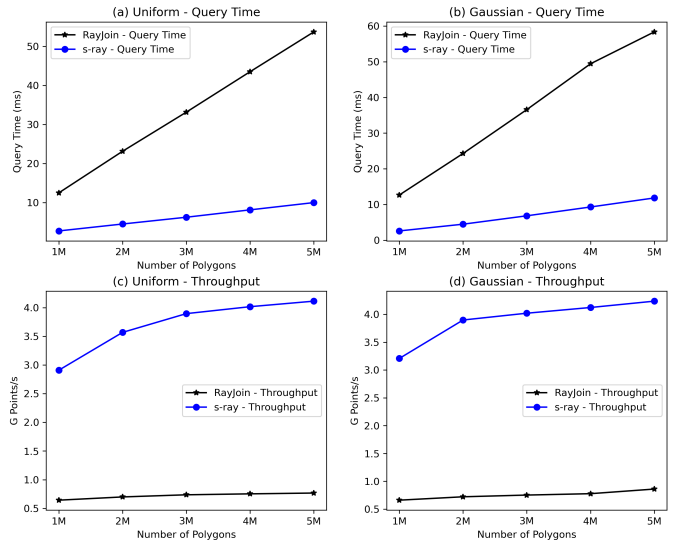 (a) Uniform - Query Time
Query Time (ms)
50
40
30
20
10
RayJoin - Query Time
s-ray - Query Time
1M 2M 3M 4M 5M
Number of Polygons
(b) Gaussian - Query Time
Query Time (ms)
60
50
40
30
20
10
0
RayJoin - Query Time
s-ray - Query Time
1M 2M 3M 4M 5M
Number of Polygons
(c) Uniform - Throughput
G Points/s
4.0
3.5
3.0
2.5
2.0
1.5
1.0
0.5
RayJoin - Throughput
s-ray - Throughput
1M 2M 3M 4M 5M
Number of Polygons
(d) Gaussian - Throughput
G Points/s
4.0
3.5
3.0
2.5
2.0
1.5
1.0
0.5
RayJoin - Throughput
s-ray - Throughput
1M 2M 3M 4M 5M
Number of Polygons